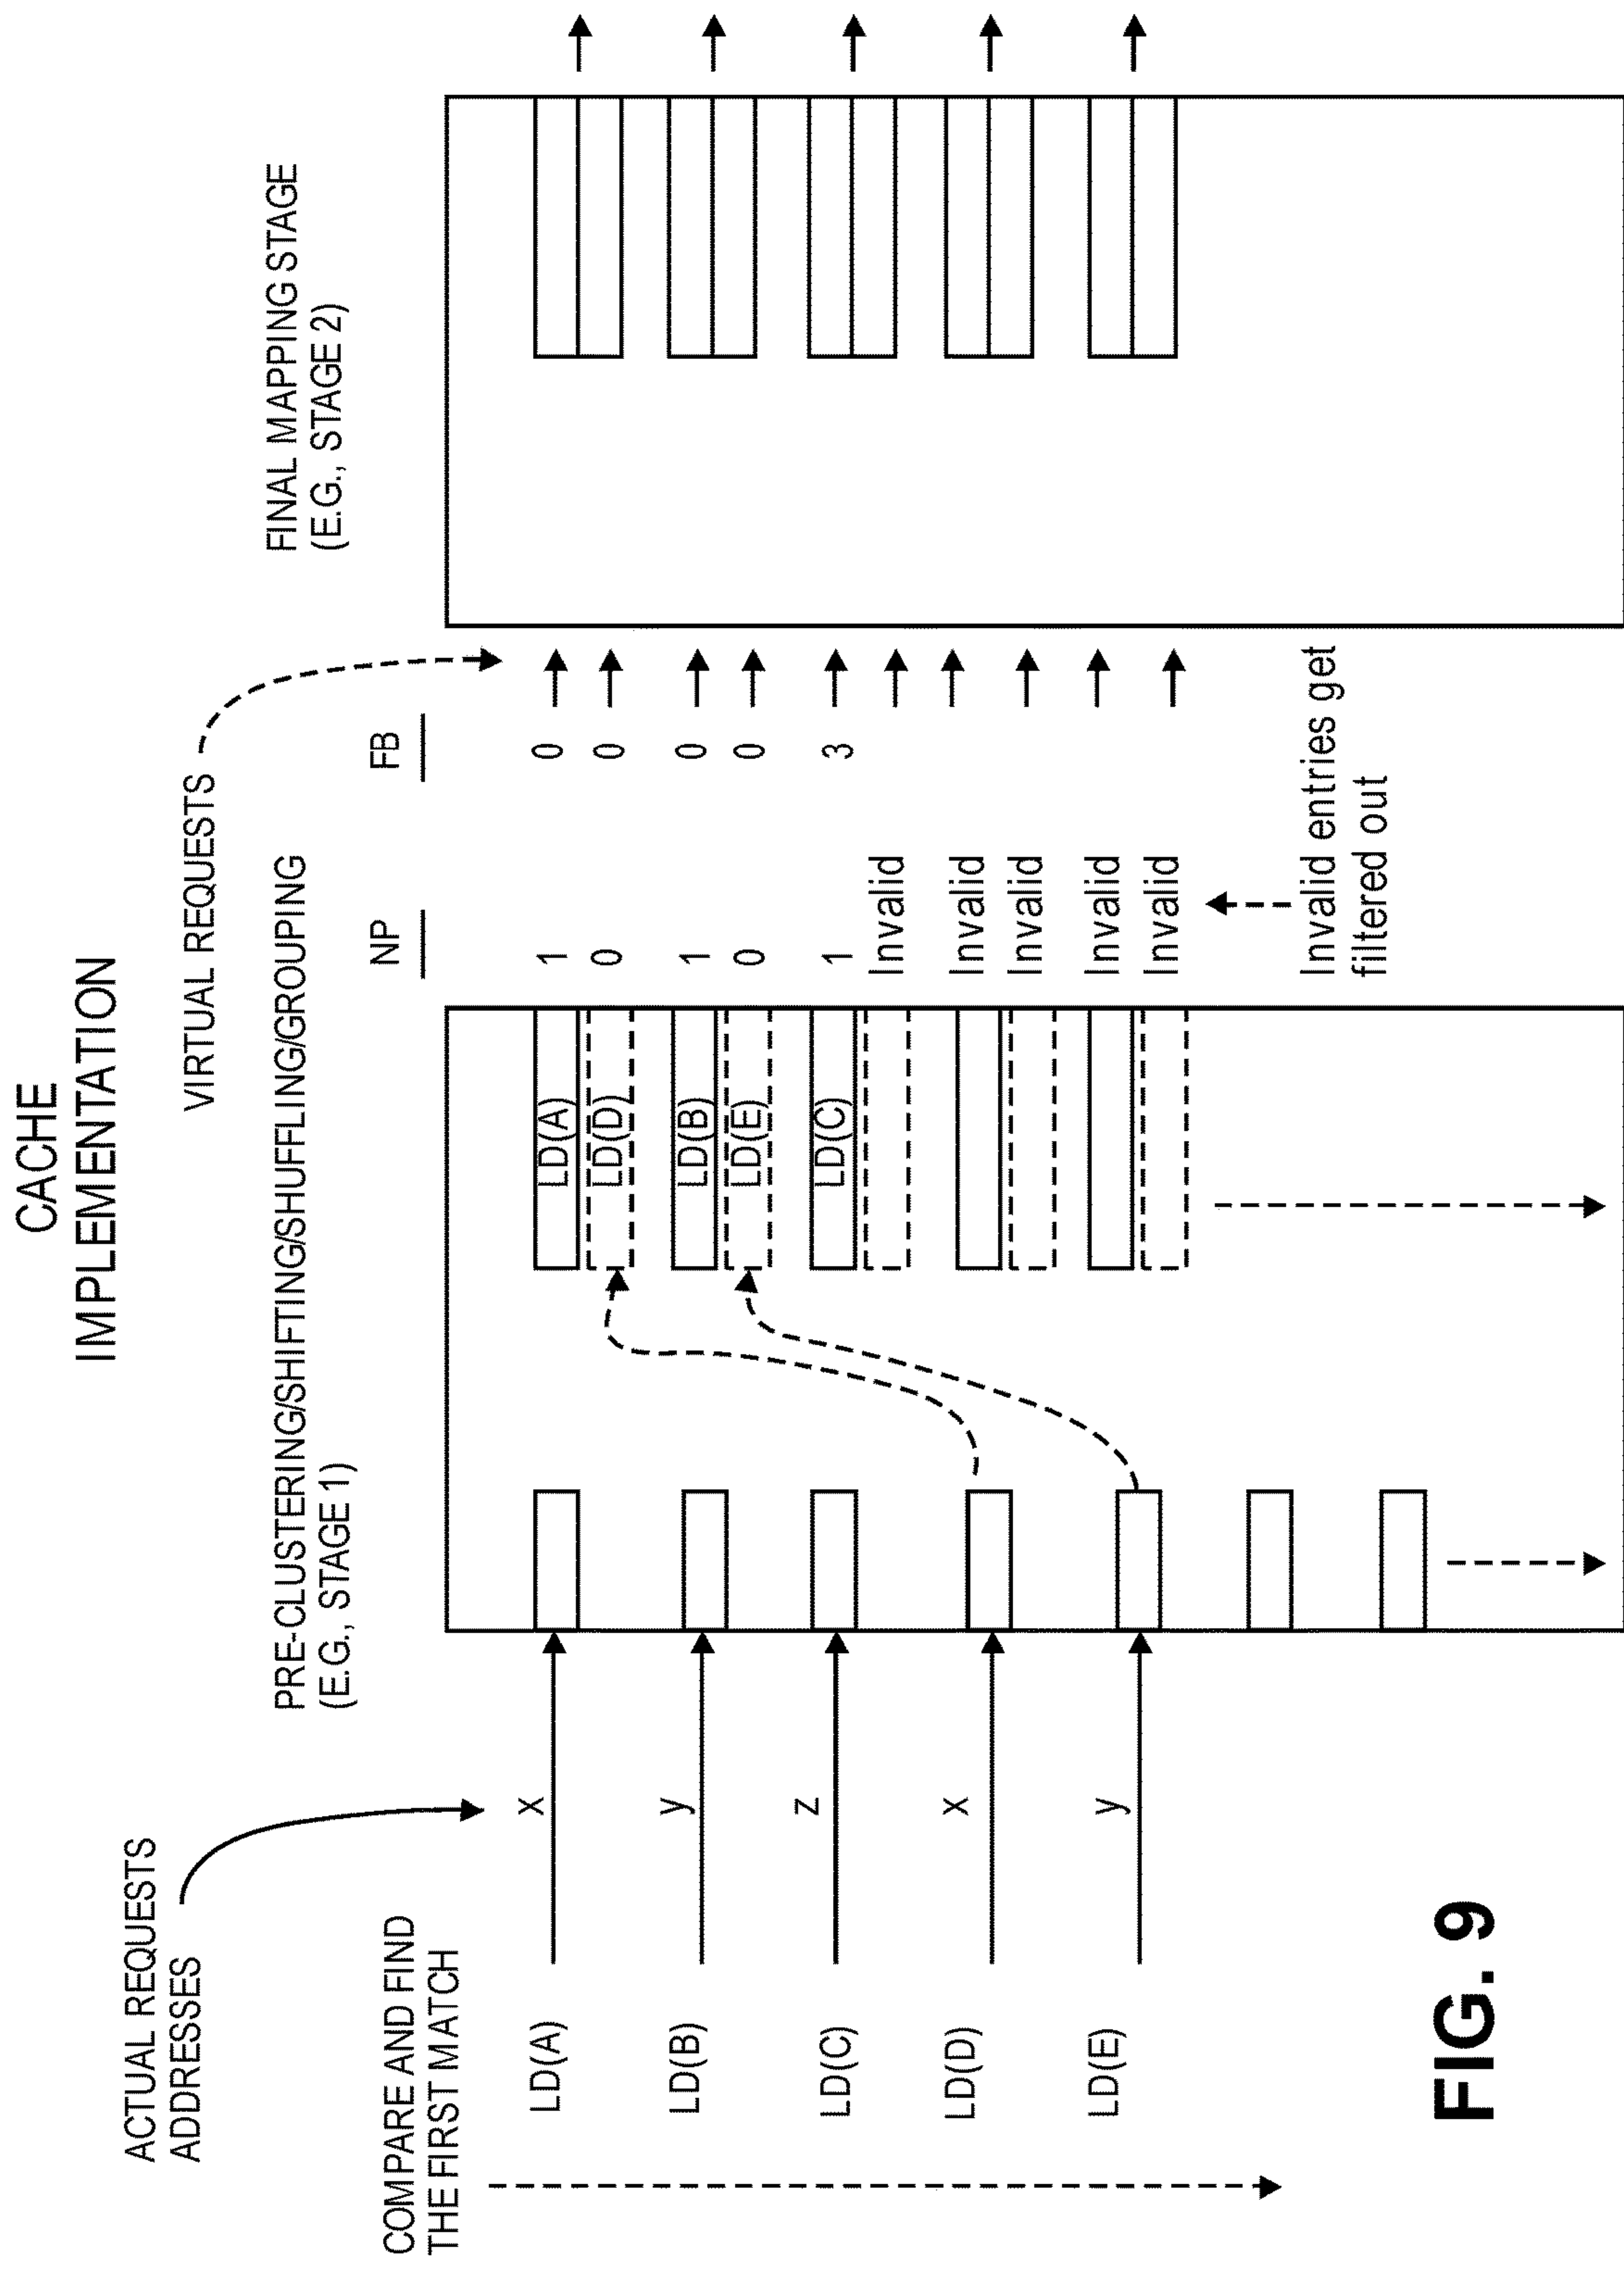 CACHE
IMPLEMENTATION
ACTUAL REQUESTS
ADDRESSES
VIRTUAL REQUESTS
PRE-CLUSTERING/SHIFTING/SHUFFLING/GROUPING
(E.G., STAGE 1)
FINAL MAPPING STAGE
(E.G., STAGE 2)
COMPARE AND FIND
THE FIRST MATCH
NP
FB
LD(A)
x
LD(A)
1
0
LD(D)
0
0
LD(B)
y
LD(B)
1
0
LD(E)
0
0
LD(C)
z
LD(C)
1
3
Invalid
LD(D)
x
Invalid
Invalid
LD(E)
y
Invalid
Invalid
Invalid entries get
filtered out
FIG. 9